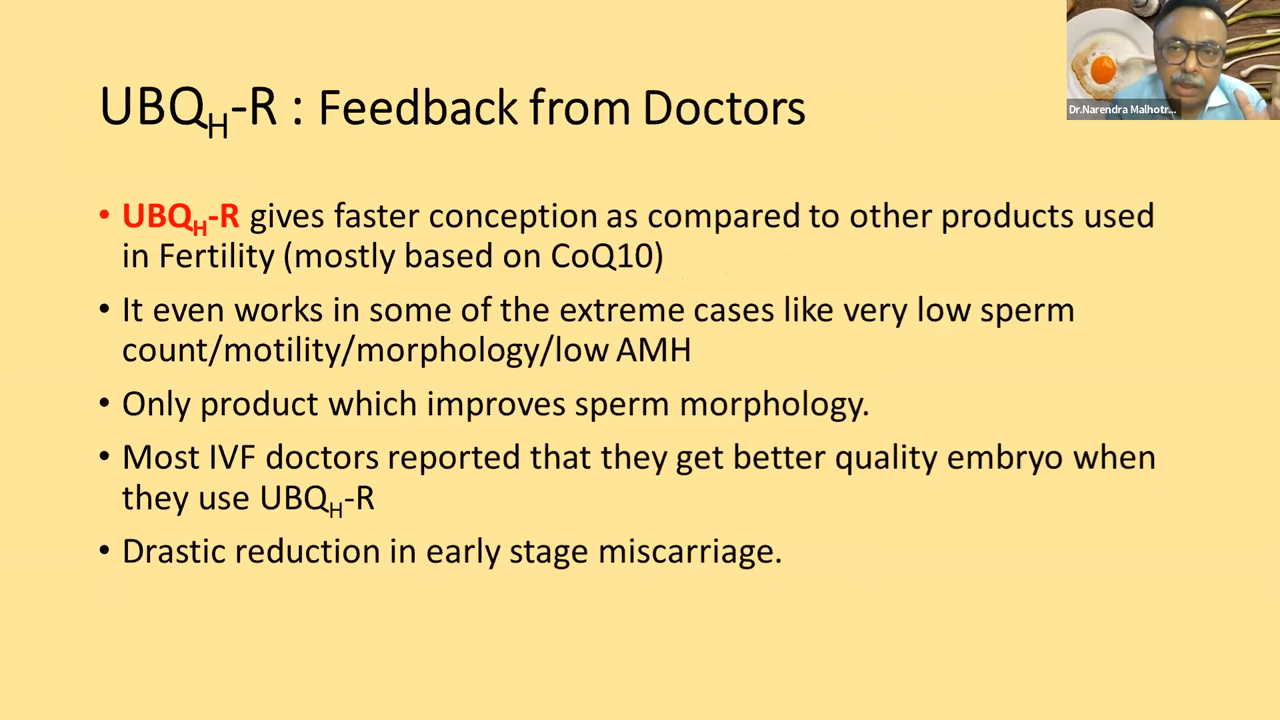 UBQH-R : Feedback from Doctors
Dr.Narendra Malhotr...
• UBQH-R gives faster conception as compared to other products used
in Fertility (mostly based on CoQ10)
• It even works in some of the extreme cases like very low sperm
count/motility/morphology/low AMH
• Only product which improves sperm morphology.
• Most IVF doctors reported that they get better quality embryo when
they use UBQH-R
• Drastic reduction in early stage miscarriage.